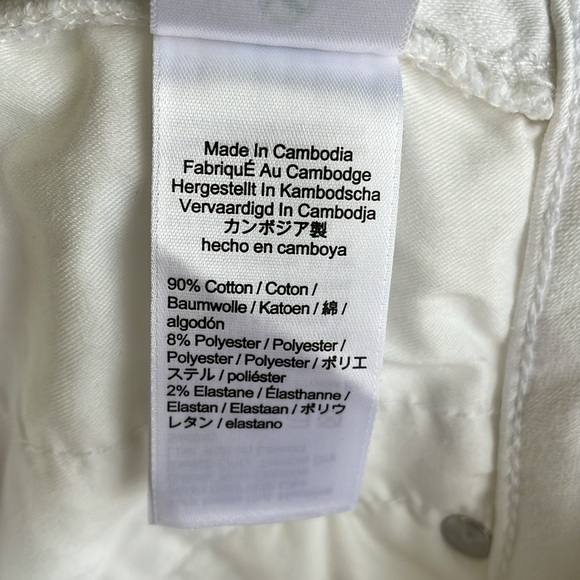 Made In Cambodia
FabriquÉ Au Cambodge
Hergestellt In Kambodscha
Vervaardigd In Cambodja
カンボジア製
hecho en camboya
90% Cotton / Coton /
Baumwolle / Katoen / 綿 /
algodón
8% Polyester / Polyester /
Polyester / Polyester / ポリエ
ステル / poliéster
2% Elastane / Élasthanne /
Elastan / Elastaan / ポリウ
レタン / elastano